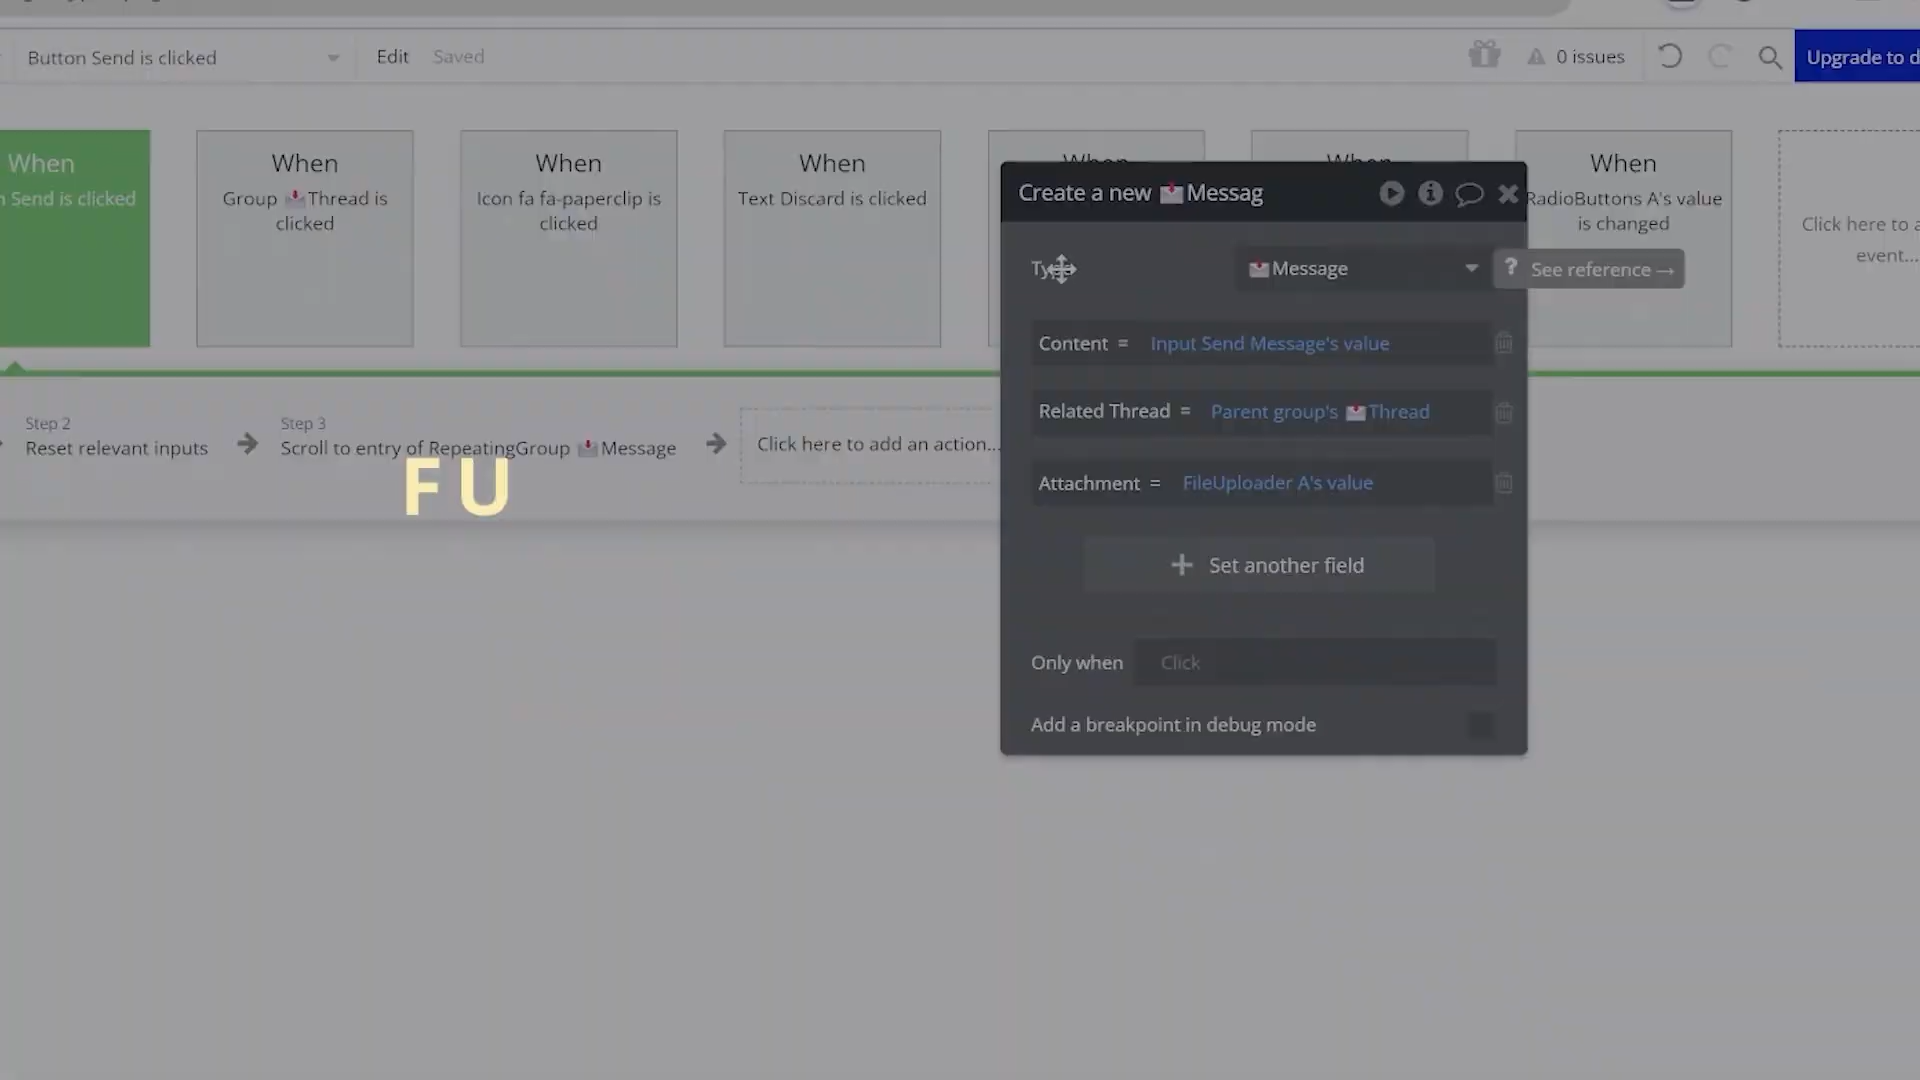 Button Send is clicked
Edit
Saved
0 issues
Upgrade to d
When
n Send is clicked
When
Group 📩Thread is
clicked
When
Icon fa fa-paperclip is
clicked
When
Text Discard is clicked
When
When
When
RadioButtons A's value
is changed
Click here to a
event...
Create a new 📩Messag
📩Message
? See reference →
Content = Input Send Message's value
Related Thread = Parent group's 📩Thread
Attachment = FileUploader A's value
+ Set another field
Only when Click
Add a breakpoint in debug mode
Step 2
Reset relevant inputs
Step 3
Scroll to entry of RepeatingGroup 📩Message
Click here to add an action...
FU